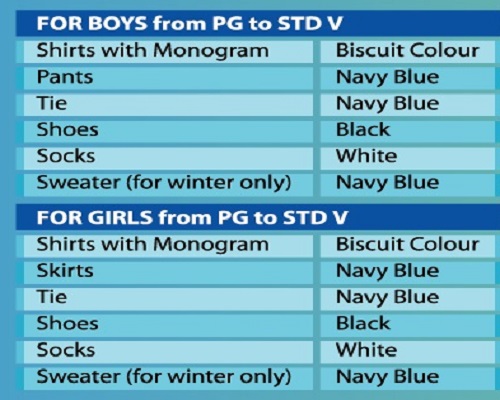 FOR BOYS from PG to STD V
Shirts with Monogram Biscuit Colour
Pants Navy Blue
Tie Navy Blue
Shoes Black
Socks White
Sweater (for winter only) Navy Blue
FOR GIRLS from PG to STD V
Shirts with Monogram Biscuit Colour
Skirts Navy Blue
Tie Navy Blue
Shoes Black
Socks White
Sweater (for winter only) Navy Blue